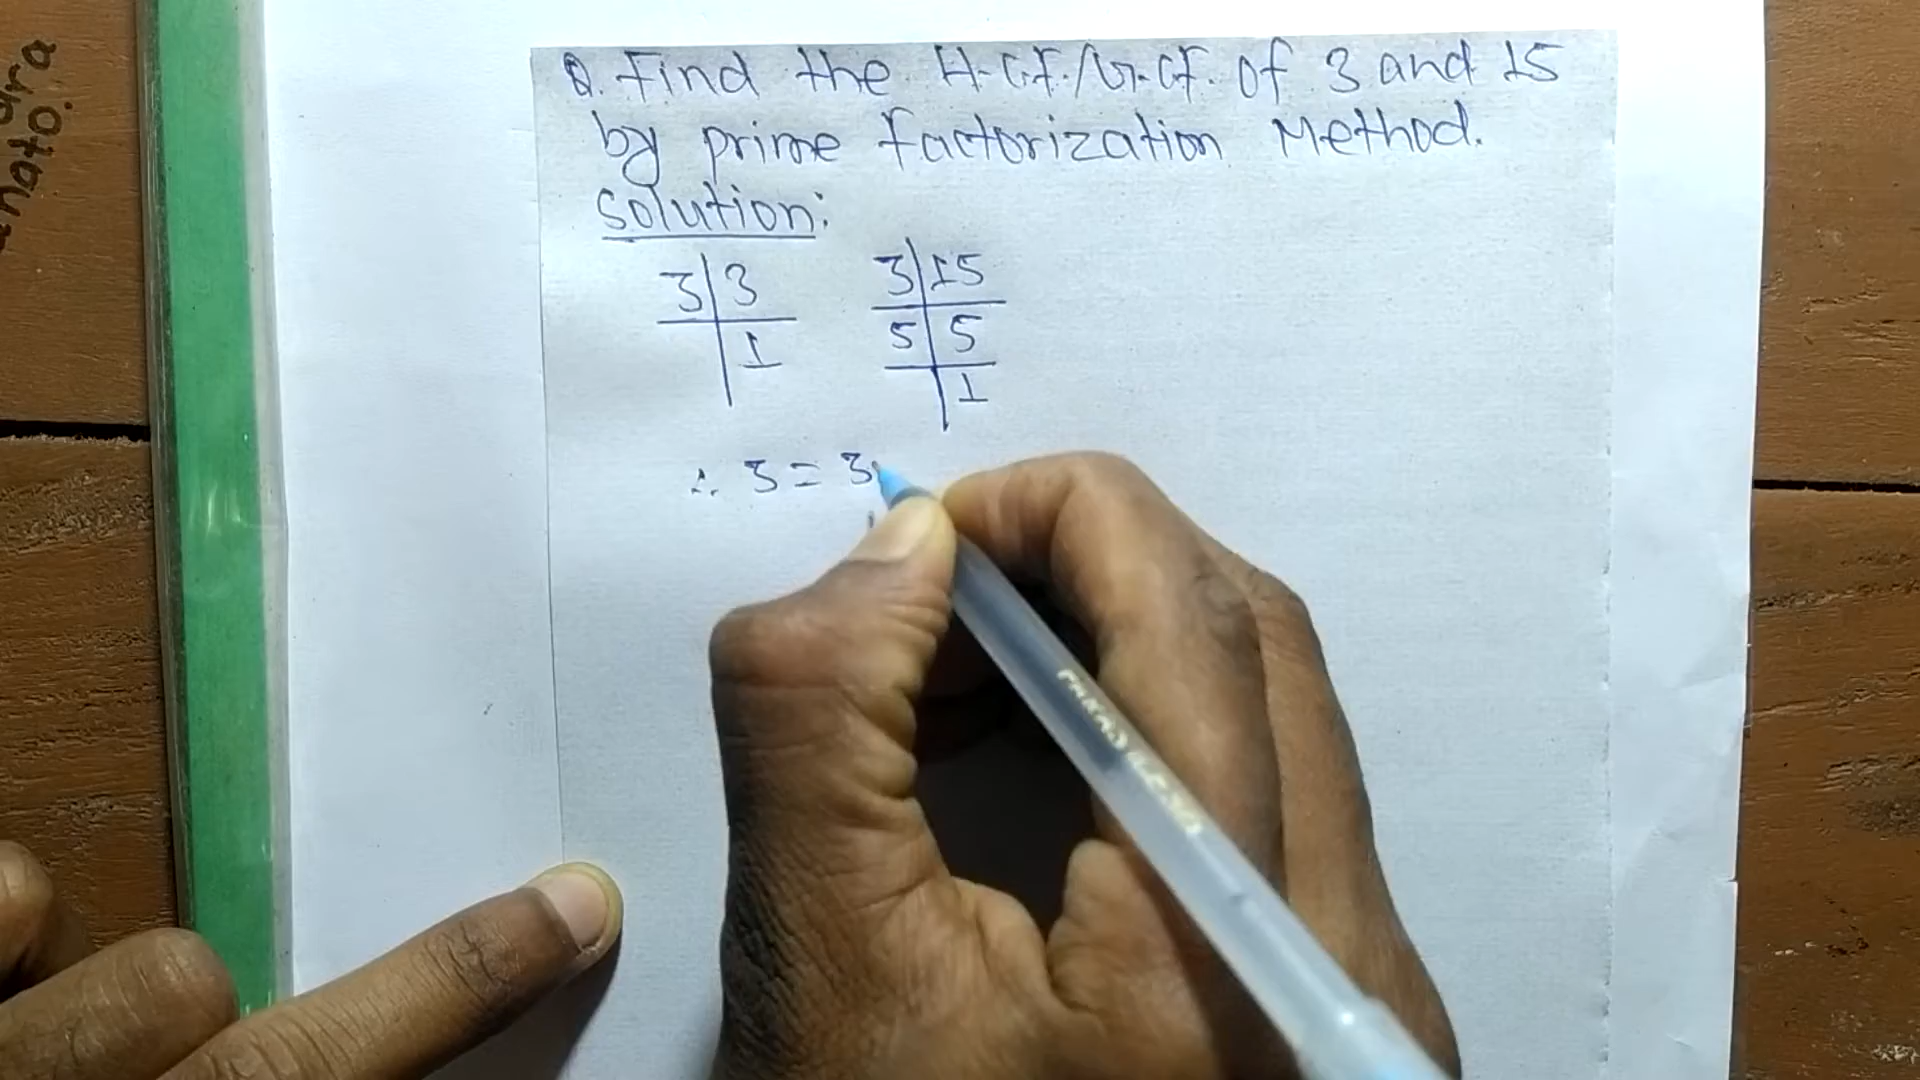 Q. Find the H.C.F./G.C.F. of 3 and 15
by prime factorization Method.
Solution:
3 3 3 15
1 5 5
1
∴ 3 = 3